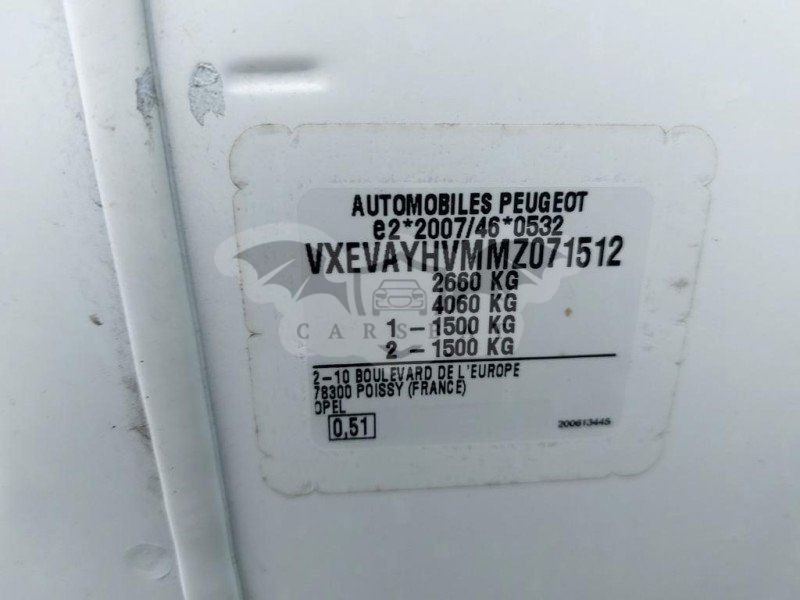 AUTOMOBILES PEUGEOT
e2*2007/46*0532
VXEVAYHVMMZ071512
2660 KG
4060 KG
1 - 1500 KG
2 - 1500 KG
2-10 BOULEVARD DE L'EUROPE
78300 POISSY (FRANCE)
OPEL
0,51
20061344S